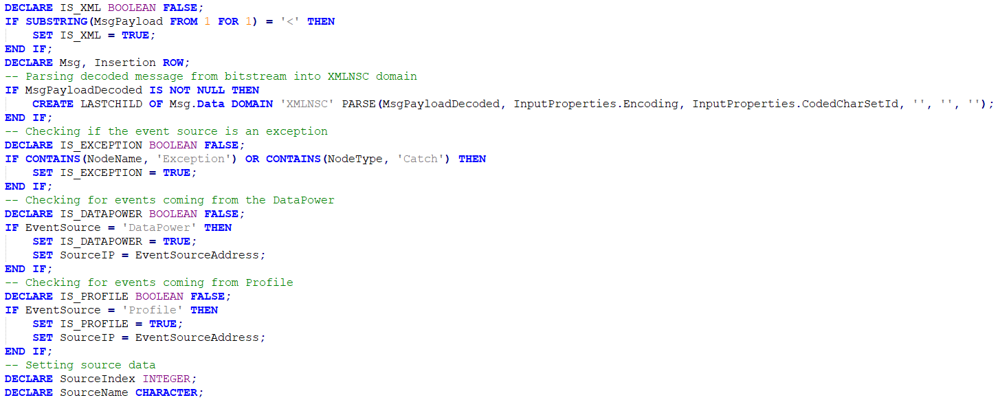 DECLARE IS_XML BOOLEAN FALSE;
IF SUBSTRING(MsgPayload FROM 1 FOR 1) = '<' THEN
    SET IS_XML = TRUE;
END IF;
DECLARE Msg, Insertion ROW;
-- Parsing decoded message from bitstream into XMLNSC domain
IF MsgPayloadDecoded IS NOT NULL THEN
    CREATE LASTCHILD OF Msg.Data DOMAIN 'XMLNSC' PARSE(MsgPayloadDecoded, InputProperties.Encoding, InputProperties.CodedCharSetId, '', '', '');
END IF;
-- Checking if the event source is an exception
DECLARE IS_EXCEPTION BOOLEAN FALSE;
IF CONTAINS(NodeName, 'Exception') OR CONTAINS(NodeType, 'Catch') THEN
    SET IS_EXCEPTION = TRUE;
END IF;
-- Checking for events coming from the DataPower
DECLARE IS_DATAPOWER BOOLEAN FALSE;
IF EventSource = 'DataPower' THEN
    SET IS_DATAPOWER = TRUE;
    SET SourceIP = EventSourceAddress;
END IF;
-- Checking for events coming from Profile
DECLARE IS_PROFILE BOOLEAN FALSE;
IF EventSource = 'Profile' THEN
    SET IS_PROFILE = TRUE;
    SET SourceIP = EventSourceAddress;
END IF;
-- Setting source data
DECLARE SourceIndex INTEGER;
DECLARE SourceName CHARACTER;